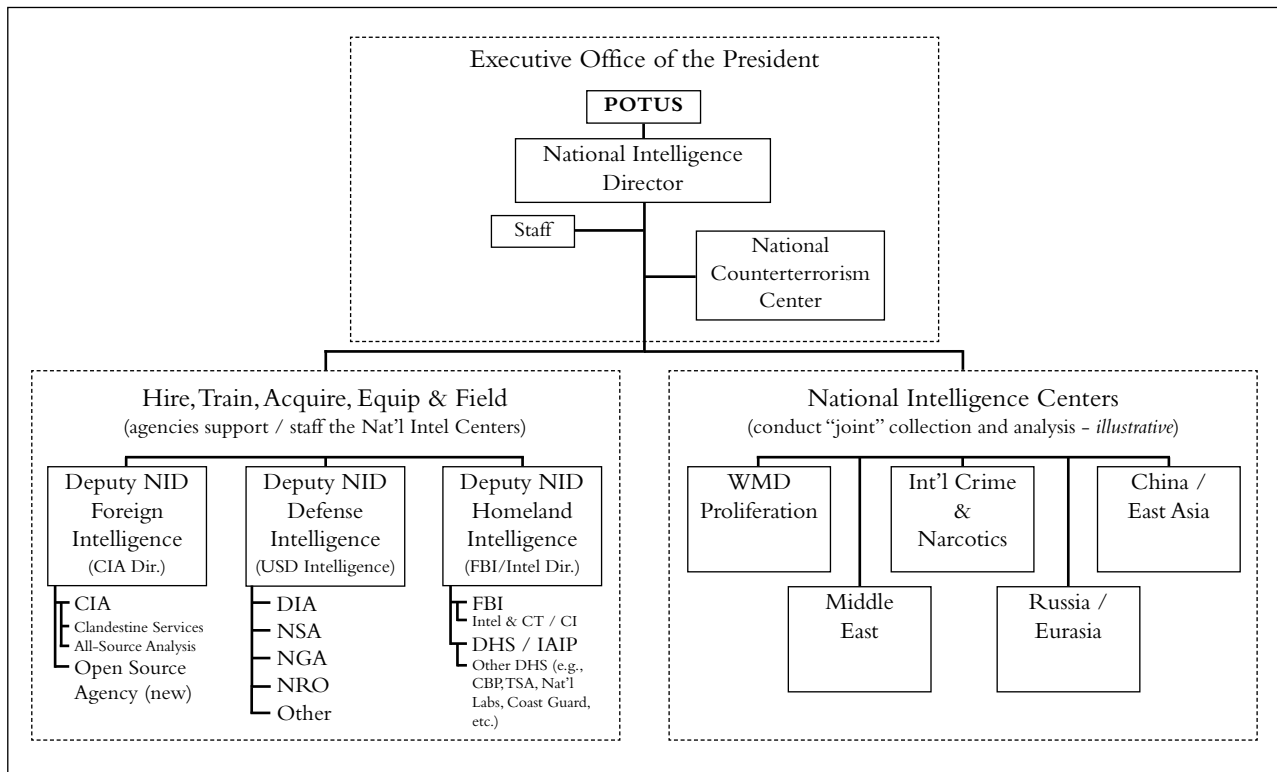 Executive Office of the President
POTUS
National Intelligence
Director
Staff
National
Counterterrorism
Center
Hire, Train, Acquire, Equip & Field
(agencies support / staff the Nat'l Intel Centers)
Deputy NID
Foreign
Intelligence
(CIA Dir.)
CIA
Clandestine Services
All-Source Analysis
Open Source
Agency (new)
Deputy NID
Defense
Intelligence
(USD Intelligence)
DIA
NSA
NGA
NRO
Other
Deputy NID
Homeland
Intelligence
(FBI/Intel Dir.)
FBI
Intel & CT / CI
DHS / IAIP
Other DHS (e.g.,
CBP, TSA, Nat'l
Labs, Coast Guard,
etc.)
National Intelligence Centers
(conduct “joint” collection and analysis - illustrative)
WMD
Proliferation
Int'l Crime
&
Narcotics
China /
East Asia
Middle
East
Russia /
Eurasia